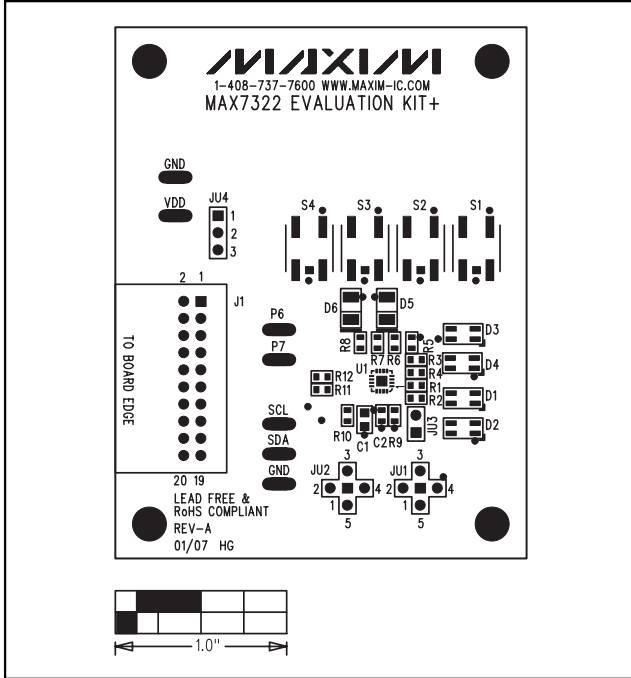 MAXIM
1-408-737-7600 WWW.MAXIM-IC.COM
MAX7322 EVALUATION KIT+
GND
VDD
JU4
1
2
3
S4 S3 S2 S1
2 1
J1
TO BOARD EDGE
20 19
P6
P7
SCL
SDA
GND
D6 D5
D3
D4
D1
D2
R8 R7 R6 R5
R3
R4
R1
R2
U1
R12
R11
R10 C1 C2 R9
JU3
JU2
3
2 4
1
5
JU1
3
2 4
1
5
LEAD FREE &
RoHS COMPLIANT
REV-A
01/07 HG
1.0"